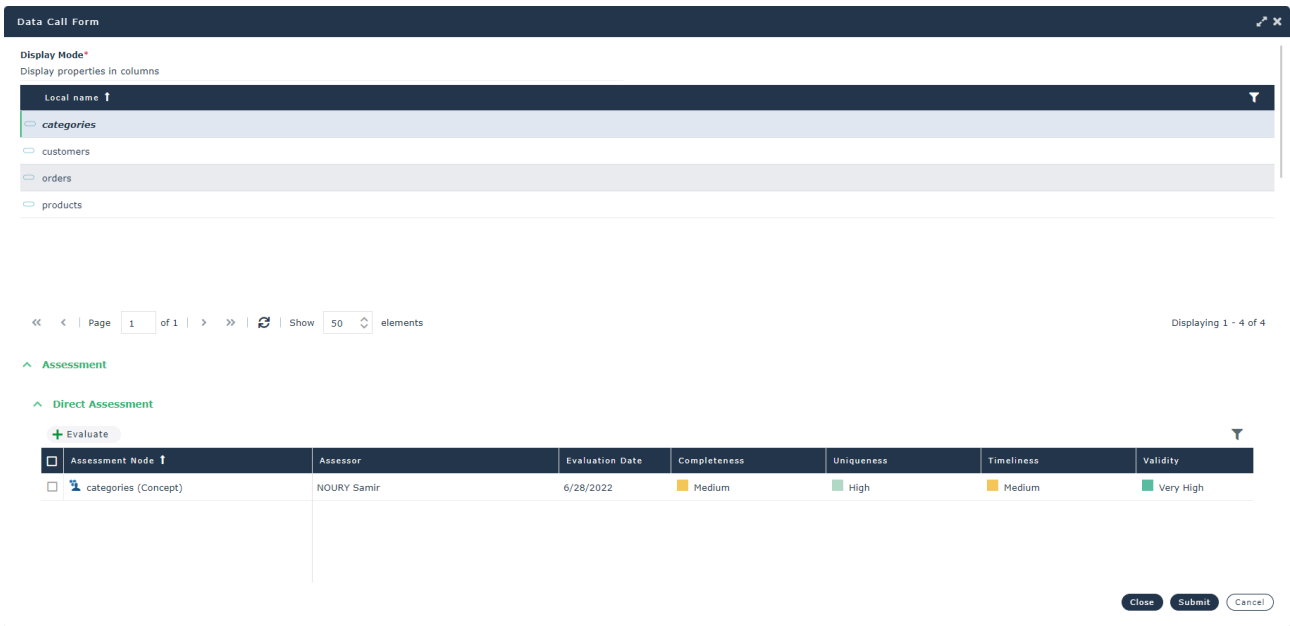 Data Call Form
Display Mode*
Display properties in columns
Local name
categories
customers
orders
products
Page 1 of 1 Show 50 elements Displaying 1 - 4 of 4
Assessment
Direct Assessment
Evaluate
Assessment Node Assessor Evaluation Date Completeness Uniqueness Timeliness Validity
categories (Concept) NOURY Samir 6/28/2022 Medium High Medium Very High
Close Submit Cancel